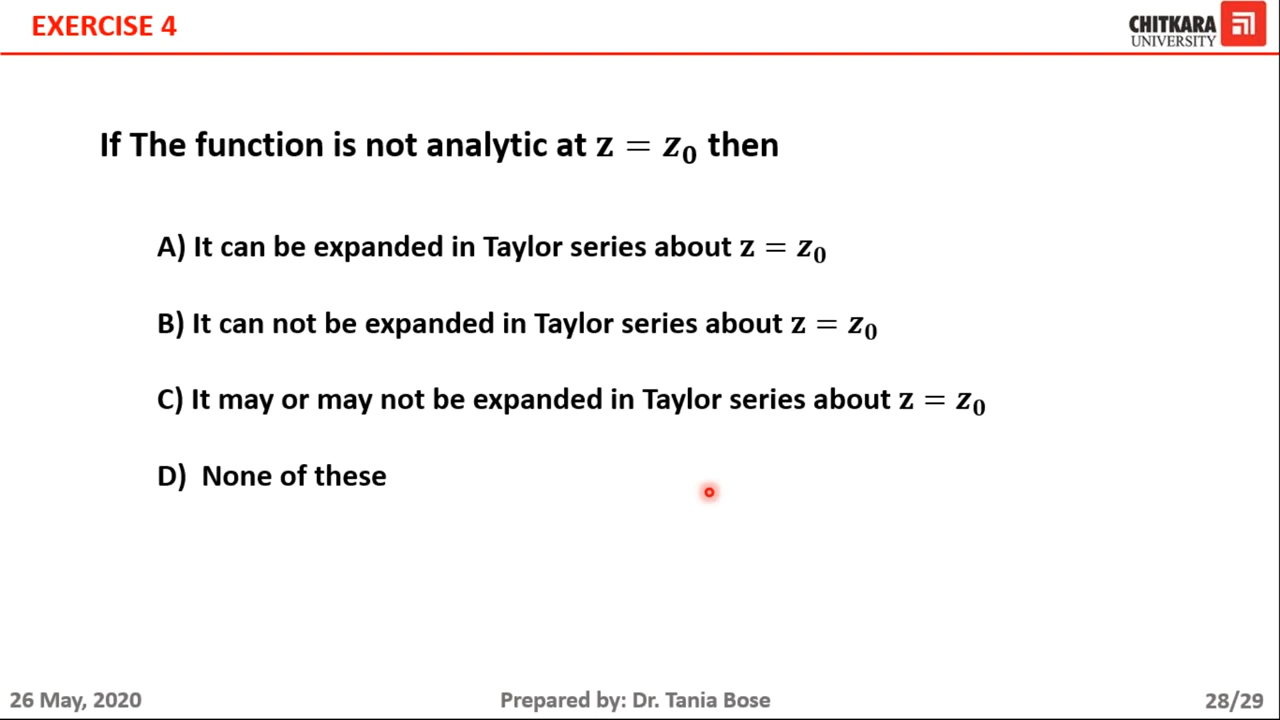 EXERCISE 4
CHITKARA
UNIVERSITY
If The function is not analytic at z = z₀ then
A) It can be expanded in Taylor series about z = z₀
B) It can not be expanded in Taylor series about z = z₀
C) It may or may not be expanded in Taylor series about z = z₀
D) None of these
26 May, 2020
Prepared by: Dr. Tania Bose
28/29